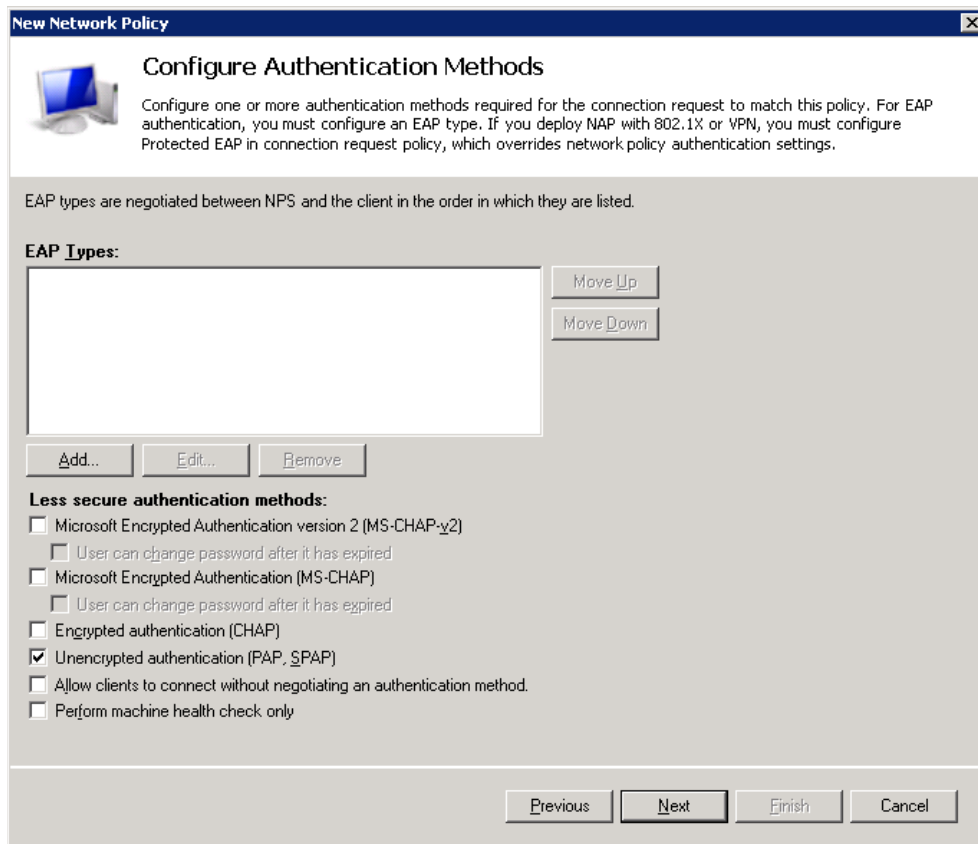 New Network Policy
Configure Authentication Methods
Configure one or more authentication methods required for the connection request to match this policy. For EAP
authentication, you must configure an EAP type. If you deploy NAP with 802.1X or VPN, you must configure
Protected EAP in connection request policy, which overrides network policy authentication settings.
EAP types are negotiated between NPS and the client in the order in which they are listed.
EAP Types:
Move Up
Move Down
Add... Edit... Remove
Less secure authentication methods:
Microsoft Encrypted Authentication version 2 (MS-CHAP-v2)
User can change password after it has expired
Microsoft Encrypted Authentication (MS-CHAP)
User can change password after it has expired
Encrypted authentication (CHAP)
Unencrypted authentication (PAP, SPAP)
Allow clients to connect without negotiating an authentication method.
Perform machine health check only
Previous Next Finish Cancel